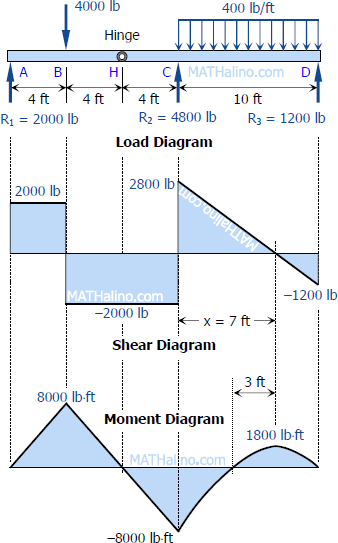 4000 lb
400 lb/ft
Hinge
MATHalino.com
A B H C D
4 ft 4 ft 4 ft 10 ft
R1 = 2000 lb R2 = 4800 lb R3 = 1200 lb
Load Diagram
2000 lb
2800 lb
MATHalino.com
MATHalino.com
−2000 lb
−1200 lb
x = 7 ft
Shear Diagram
3 ft
8000 lb·ft
Moment Diagram
1800 lb·ft
MATHalino.com
−8000 lb·ft